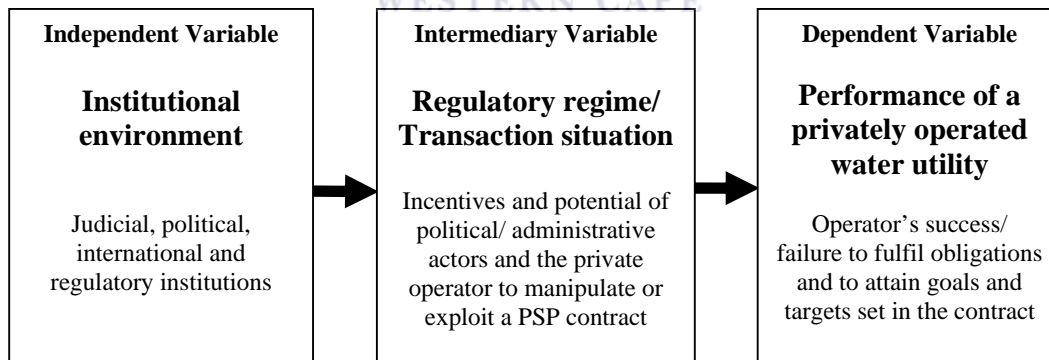 WESTERN CAPE
Independent Variable
Institutional
environment
Judicial, political,
international and
regulatory institutions
Intermediary Variable
Regulatory regime/
Transaction situation
Incentives and potential of
political/ administrative
actors and the private
operator to manipulate or
exploit a PSP contract
Dependent Variable
Performance of a
privately operated
water utility
Operator's success/
failure to fulfil obligations
and to attain goals and
targets set in the contract